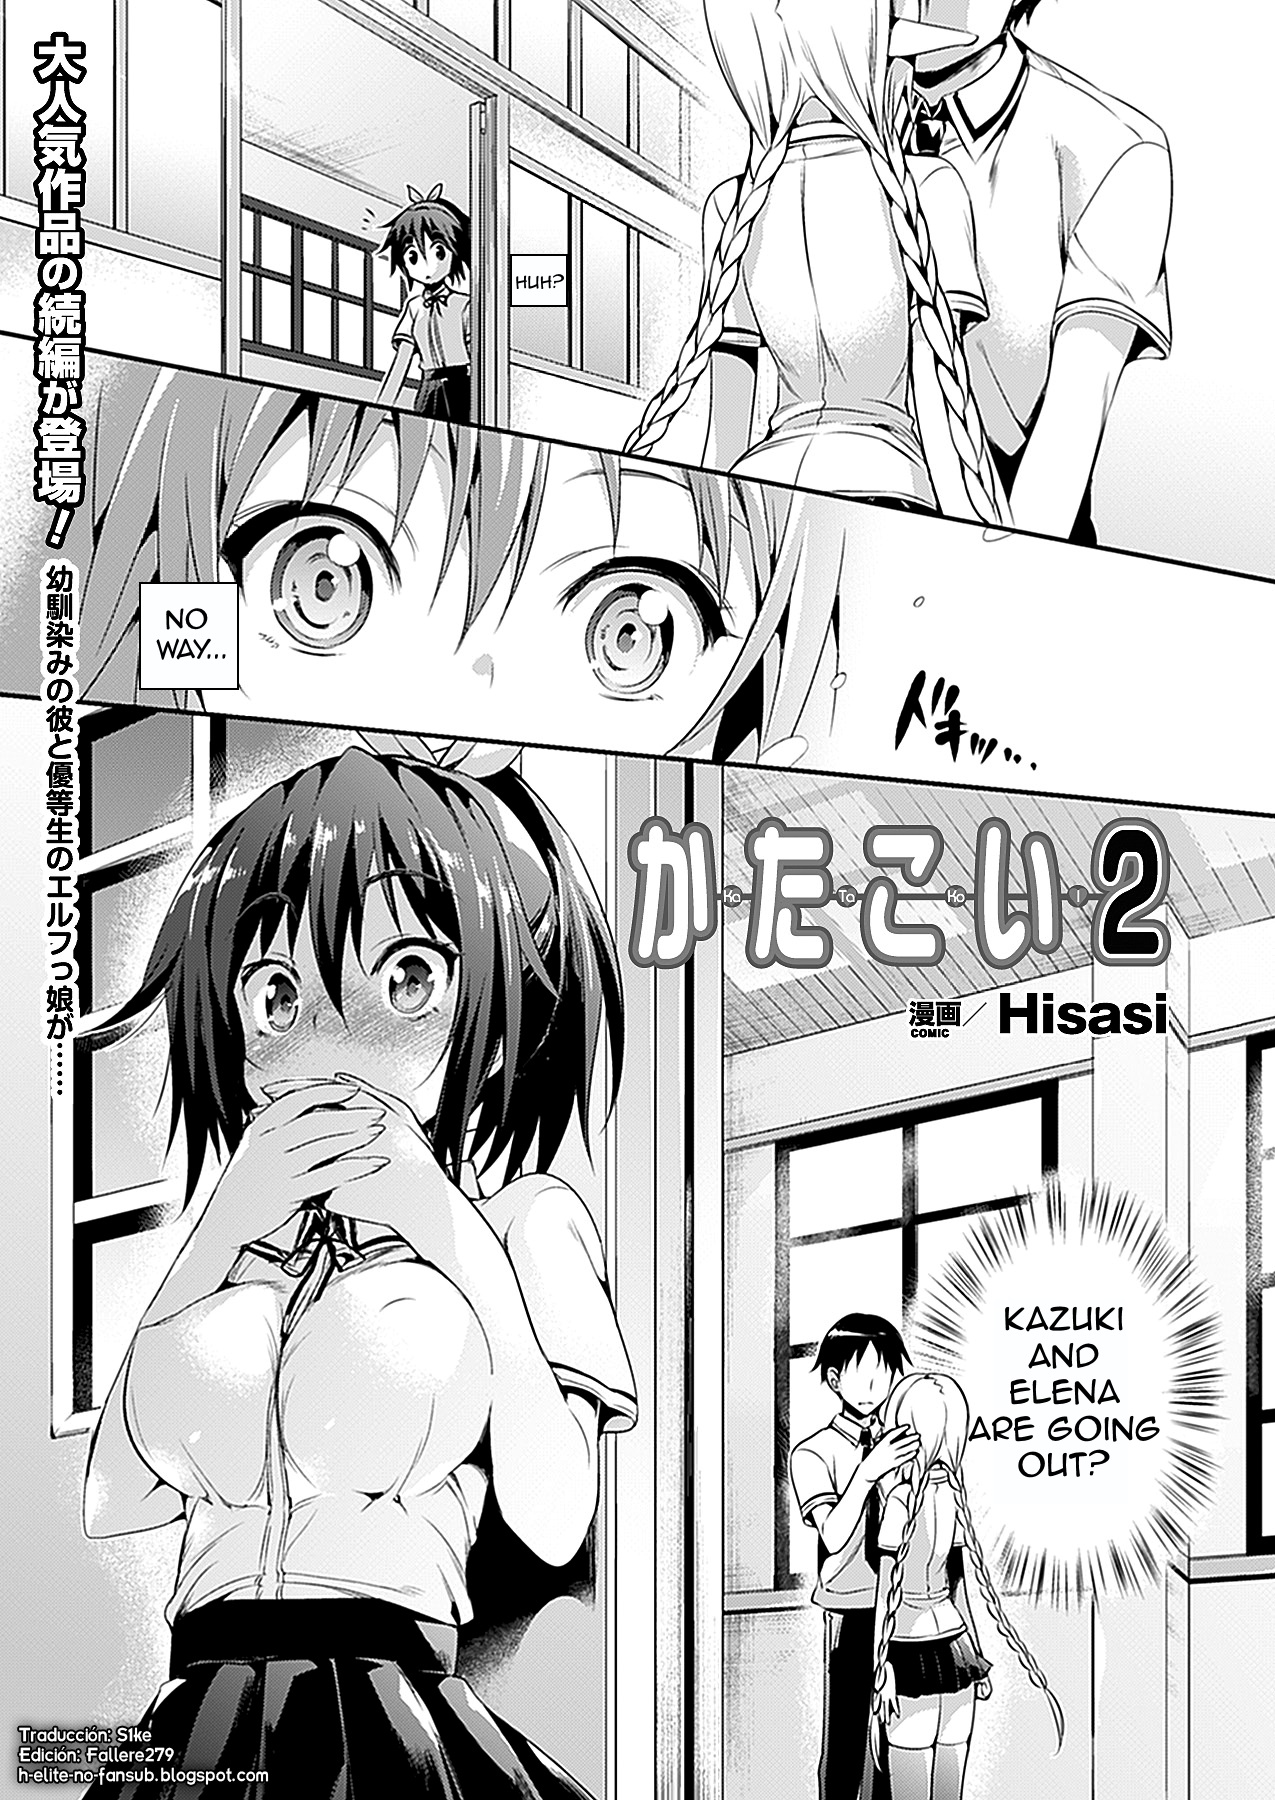 大人気作品の続編が登場!
幼馴染みの彼と優等生のエルフっ娘が……
HUH?
NO
WAY...
ドキッ...
かたこい2
Ka Ta Ko I
漫画/Hisasi
COMIC
KAZUKI
AND
ELENA
ARE GOING
OUT?
Traducción: S1ke
Edición: Fallere279
h-elite-no-fansub.blogspot.com